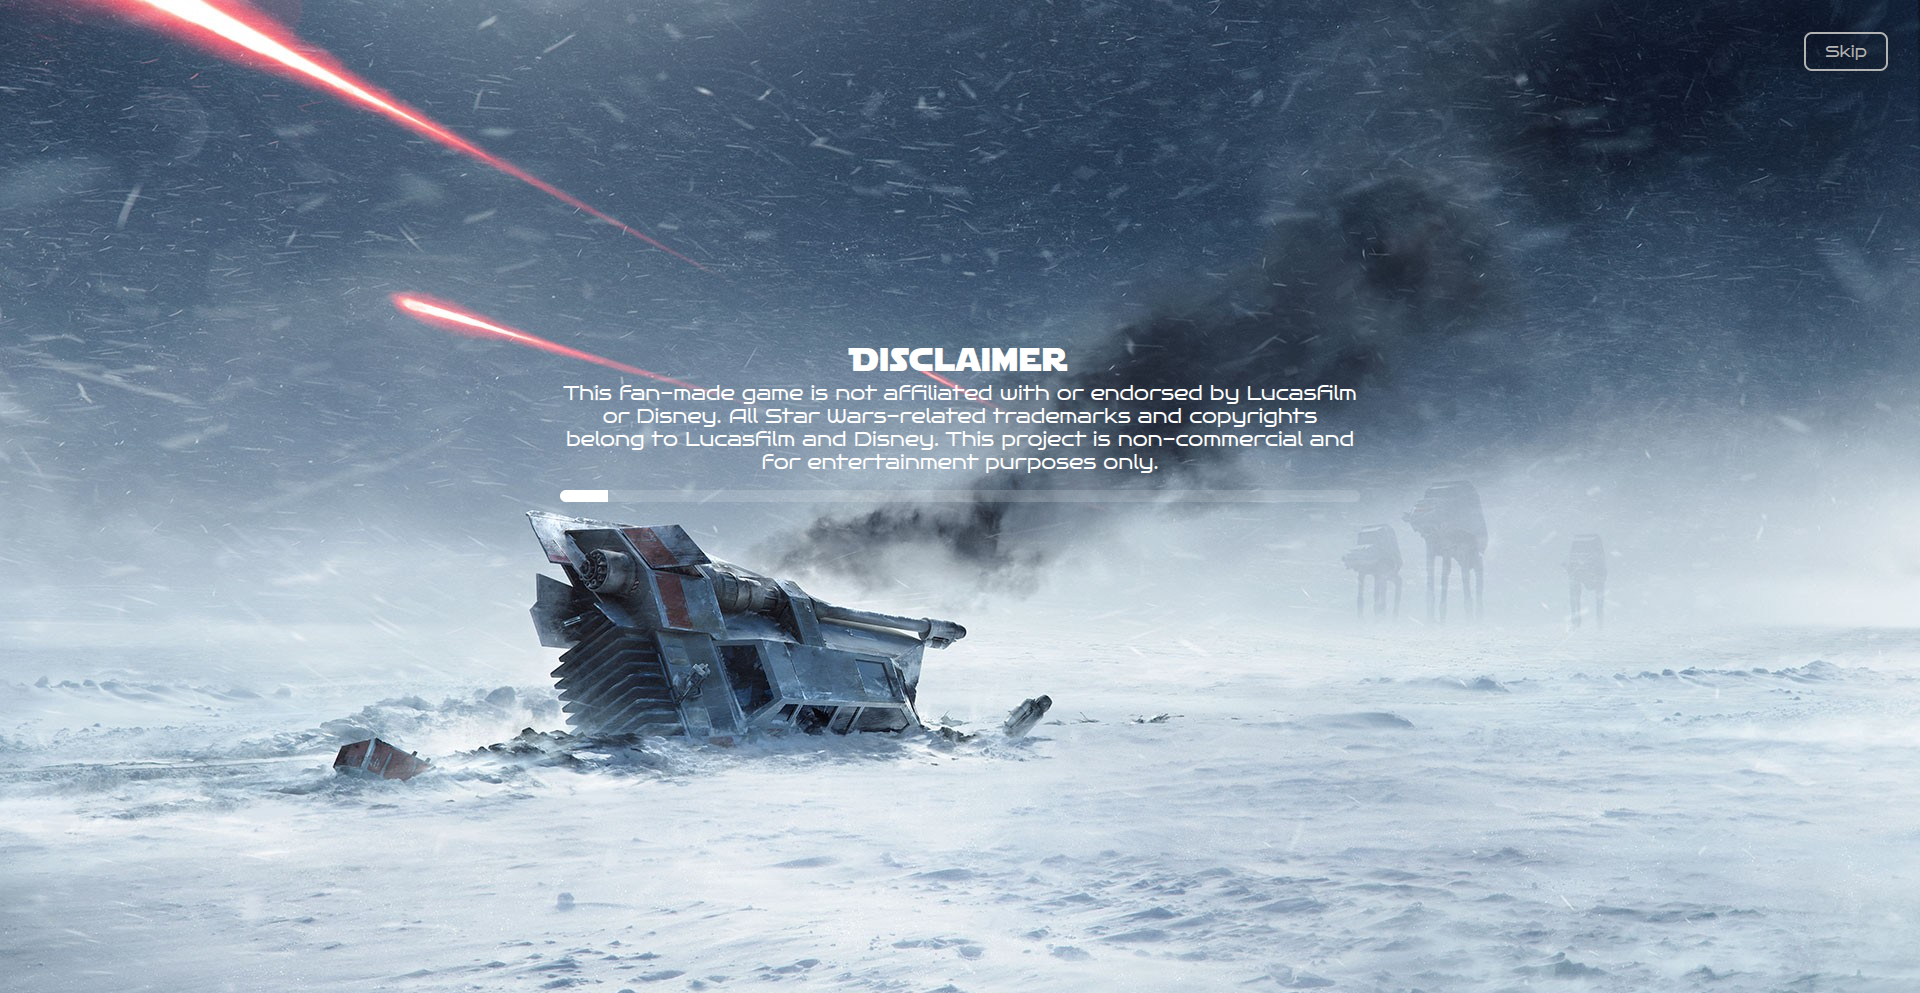 Skip
DISCLAIMER
This fan-made game is not affiliated with or endorsed by Lucasfilm
or Disney. All Star Wars-related trademarks and copyrights
belong to Lucasfilm and Disney. This project is non-commercial and
for entertainment purposes only.